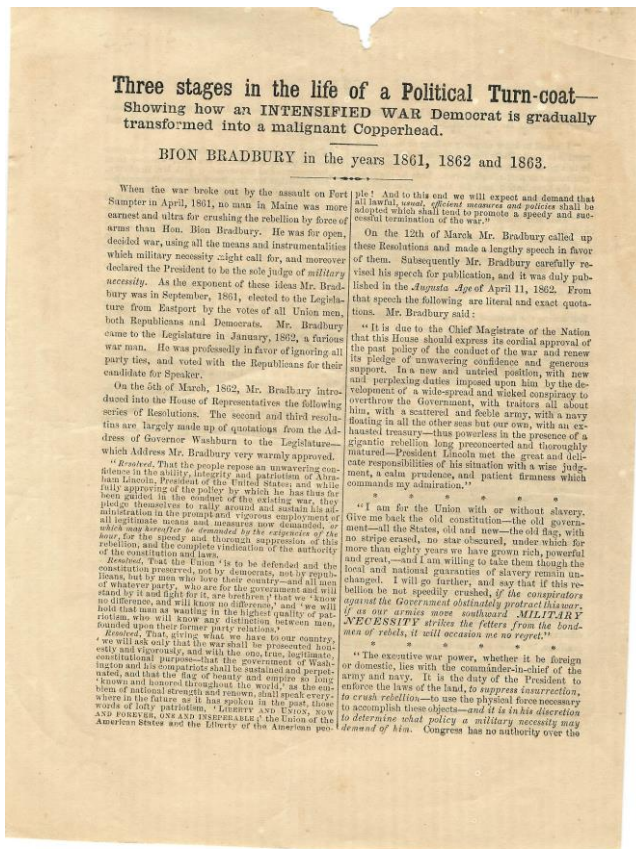 Three stages in the life of a Political Turn-coat—
Showing how an INTENSIFIED WAR Democrat is gradually
transformed into a malignant Copperhead.
BION BRADBURY in the years 1861, 1862 and 1863.
When the war broke out by the assault on Fort
Sumpter in April, 1861, no man in Maine was more
earnest and ultra for crushing the rebellion by force of
arms than Hon. Bion Bradbury. He was for open,
decided war, using all the means and instrumentalities
which military necessity might call for, and moreover
declared the President to be the sole judge of military
necessity. As the exponent of these ideas Mr. Brad-
bury was in September, 1861, elected to the Legisla-
ture from Eastport by the votes of all Union men,
both Republicans and Democrats. Mr. Bradbury
came to the Legislature in January, 1862, a furious
war man. He was professedly in favor of ignoring all
party ties, and voted with the Republicans for their
candidate for Speaker.
On the 5th of March, 1862, Mr. Bradbury intro-
duced into the House of Representatives the following
series of Resolutions. The second and third resolu-
tions are largely made up of quotations from the Ad-
dress of Governor Washburn to the Legislature—
which Address Mr. Bradbury very warmly approved.
"Resolved, That the people repose an unwavering con-
fidence in the ability, integrity and patriotism of Abra-
ham Lincoln, President of the United States; and while
fully approving of the policy by which he has thus far
been guided in the conduct of the existing war, they
pledge themselves to rally around and sustain his ad-
ministration in the prompt and vigorous employment of
all legitimate means and measures now demanded, or
which may hereafter be demanded by the exigencies of the
hour, for the speedy and thorough suppression of this
rebellion, and the complete vindication of the authority
of the constitution and laws.
Resolved, That the Union 'is to be defended and the
constitution preserved, not by democrats, not by repub-
licans, but by men who love their country—and all men
of whatever party, who are for the government and will
stand by it and fight for it, are brethren;' that we 'know
no difference, and will know no difference,' and 'we will
hold that man as wanting in the highest quality of pat-
riotism, who will know any distinction between men,
founded upon their former party relations.'
Resolved, That, giving what we have to our country,
'we will ask only that the war shall be prosecuted hon-
estly and vigorously, and with the one, true, legitimate,
constitutional purpose—that the government of Wash-
ington and his compatriots shall be sustained and perpet-
nated, and that the flag of beauty and empire so long
'known and honored throughout the world,' as the em-
blem of national strength and renown, shall speak every-
where in the future as it has spoken in the past, those
words of lofty patriotism, 'LIBERTY AND UNION, NOW
AND FOREVER, ONE AND INSEPERABLE;' the Union of the
American States and the Liberty of the American peo-
ple! And to this end we will expect and demand that
all lawful, usual, efficient measures and policies shall be
adopted which shall tend to promote a speedy and suc-
cessful termination of the war."
On the 12th of March Mr. Bradbury called up
these Resolutions and made a lengthy speech in favor
of them. Subsequently Mr. Bradbury carefully re-
vised his speech for publication, and it was duly pub-
lished in the Augusta Age of April 11, 1862. From
that speech the following are literal and exact quota-
tions. Mr. Bradbury said:
"It is due to the Chief Magistrate of the Nation
that this House should express its cordial approval of
the past policy of the conduct of the war and renew
its pledge of unwavering confidence and generous
support. In a new and untried position, with new
and perplexing duties imposed upon him by the de-
velopment of a wide-spread and wicked conspiracy to
overthrow the Government, with traitors all about
him, with a scattered and feeble army, with a navy
floating in all the other seas but our own, with an ex-
hausted treasury—thus powerless in the presence of a
gigantic rebellion long preconcerted and thoroughly
matured—President Lincoln met the great and deli-
cate responsibilities of his situation with a wise judg-
ment, a calm prudence, and patient firmness which
commands my admiration."
* * * * * *
"I am for the Union with or without slavery.
Give me back the old constitution—the old govern-
ment—all the States, old and now—the old flag, with
no stripe erased, no star obscured, under which for
more than eighty years we have grown rich, powerful
and great,—and I am willing to take them though the
local and national guaranties of slavery remain un-
changed. I will go further, and say that if this re-
bellion be not speedily crushed, if the conspirators
against the Government obstinately protract this war,
if as our armies move southward MILITARY
NECESSITY strikes the fetters from the bond-
men of rebels, it will occasion me no regret."
* * * * * *
"The executive war power, whether it be foreign
or domestic, lies with the commander-in-chief of the
army and navy. It is the duty of the President to
enforce the laws of the land, to suppress insurrection,
to crush rebellion—to use the physical force necessary
to accomplish these objects—and it is in his discretion
to determine what policy a military necessity may
demand of him. Congress has no authority over the